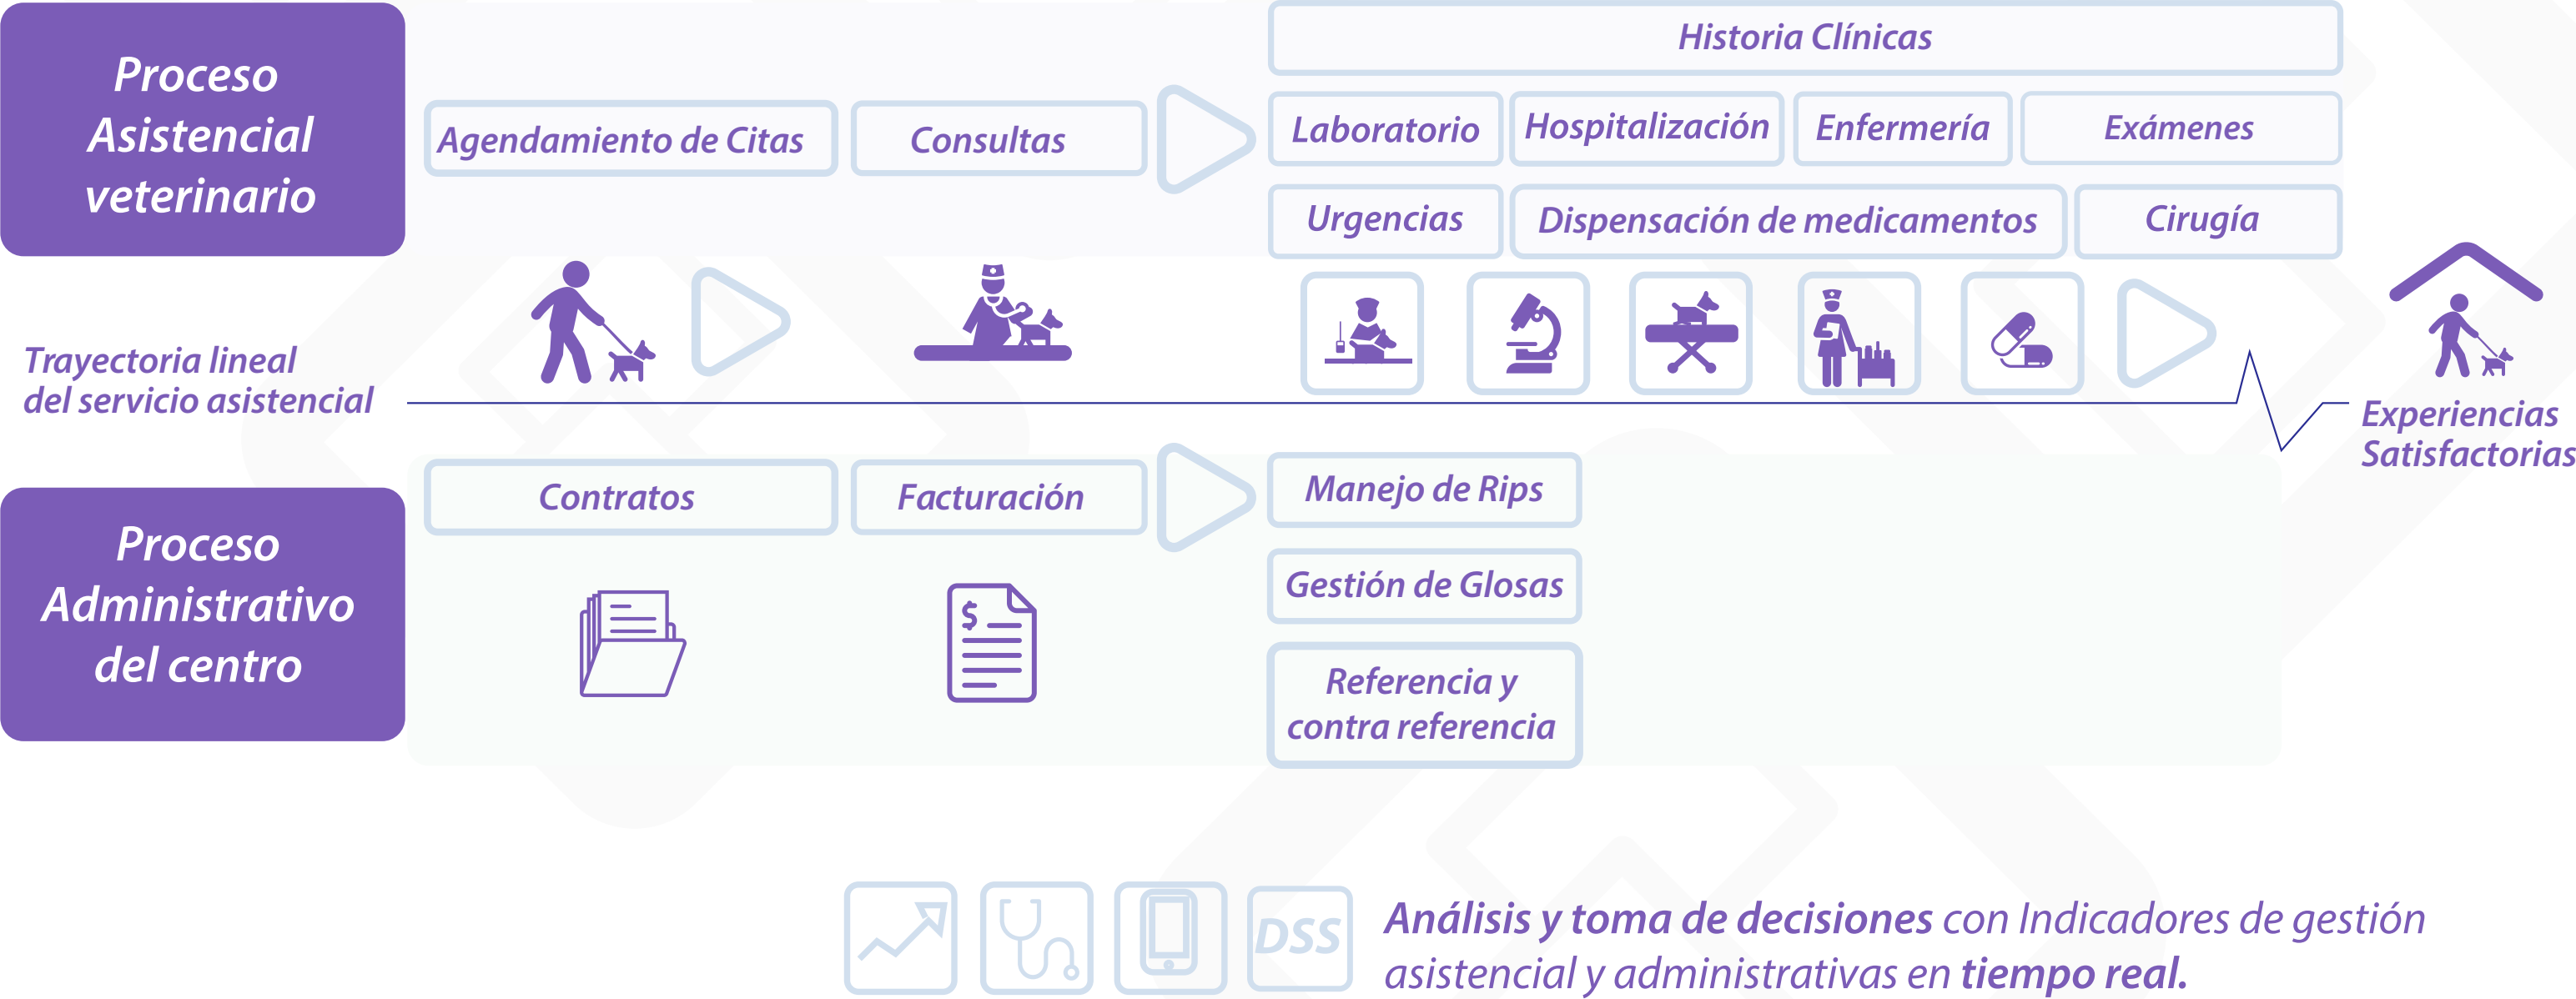 Proceso
Asistencial
veterinario
Agendamiento de Citas
Consultas
Historia Clínicas
Laboratorio
Hospitalización
Enfermería
Exámenes
Urgencias
Dispensación de medicamentos
Cirugía
Trayectoria lineal
del servicio asistencial
Experiencias
Satisfactorias
Proceso
Administrativo
del centro
Contratos
Facturación
$
Manejo de Rips
Gestión de Glosas
Referencia y
contra referencia
DSS
Análisis y toma de decisiones con Indicadores de gestión
asistencial y administrativas en tiempo real.